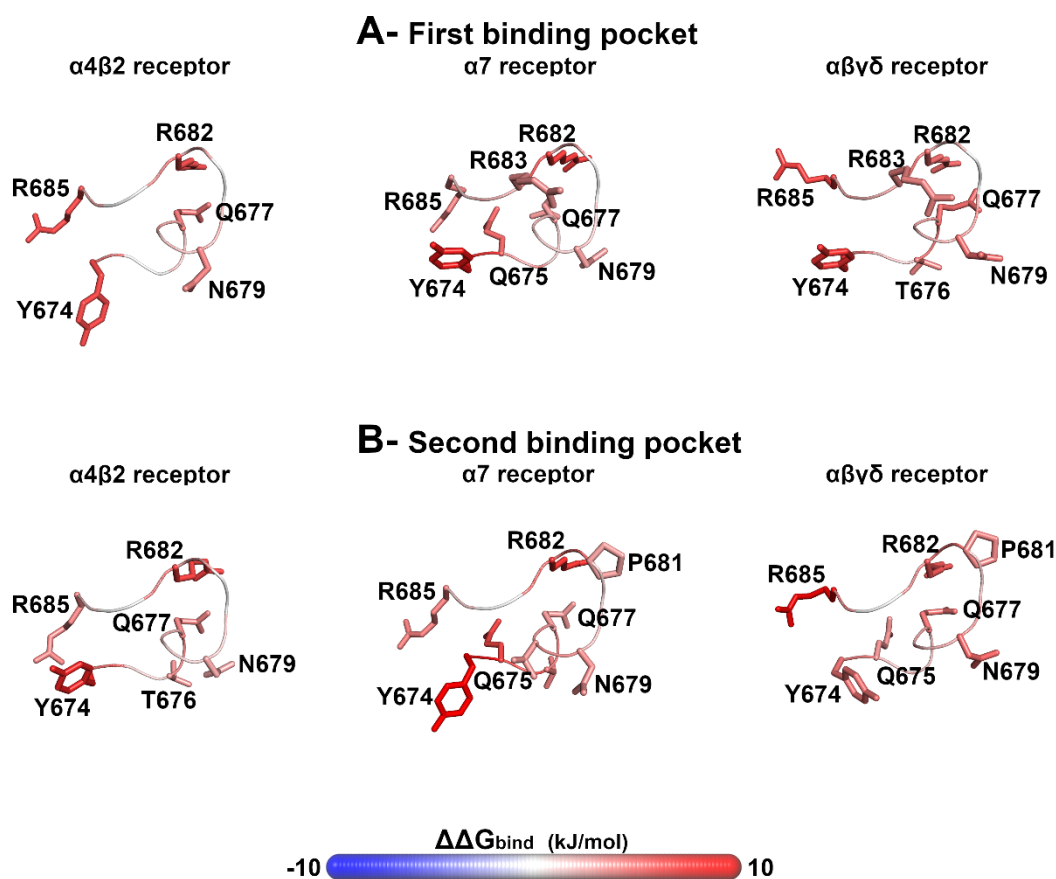 A- First binding pocket
α4β2 receptor
α7 receptor
αβγδ receptor
R682
R685
Q677
N679
Y674
R682
R683
R685
Q677
Y674
Q675
N679
R682
R683
R685
Q677
Y674
T676
N679
B- Second binding pocket
α4β2 receptor
α7 receptor
αβγδ receptor
R682
R685
Q677
N679
Y674
T676
R682
P681
R685
Q677
Y674
Q675
N679
R682
P681
R685
Q677
Y674
Q675
N679
ΔΔGbind (kJ/mol)
-10
10